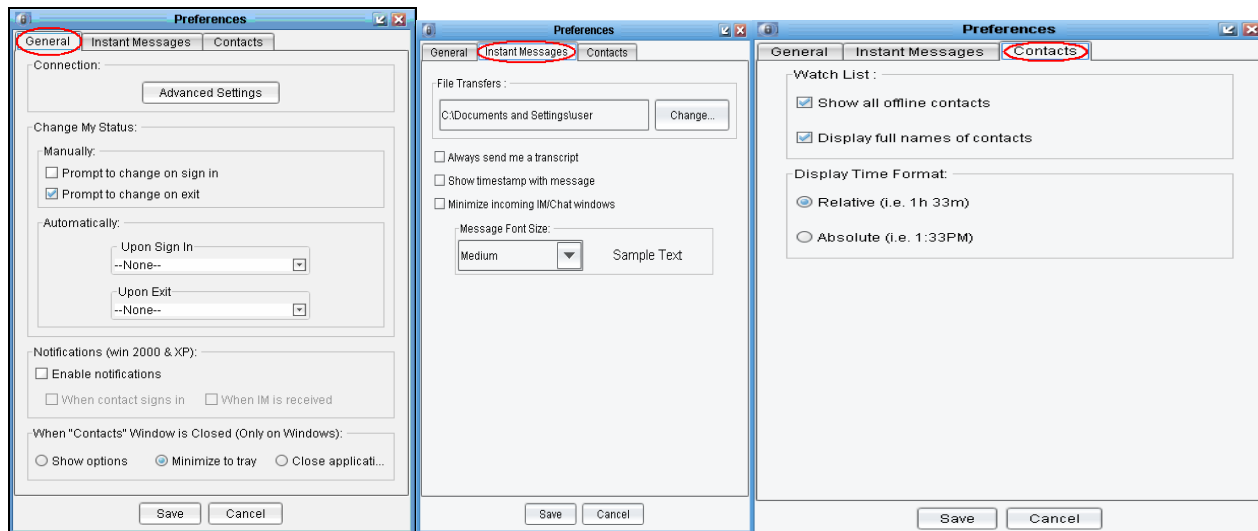 Preferences
General Instant Messages Contacts
Connection:
Advanced Settings
Change My Status:
Manually:
Prompt to change on sign in
Prompt to change on exit
Automatically:
Upon Sign In
--None--
Upon Exit
--None--
Notifications (win 2000 & XP):
Enable notifications
When contact signs in When IM is received
When "Contacts" Window is Closed (Only on Windows):
Show options Minimize to tray Close applicati...
Save Cancel
Preferences
General Instant Messages Contacts
File Transfers :
C:\Documents and Settings\user Change...
Always send me a transcript
Show timestamp with message
Minimize incoming IM/Chat windows
Message Font Size:
Medium Sample Text
Save Cancel
Preferences
General Instant Messages Contacts
Watch List :
Show all offline contacts
Display full names of contacts
Display Time Format:
Relative (i.e. 1h 33m)
Absolute (i.e. 1:33PM)
Save Cancel